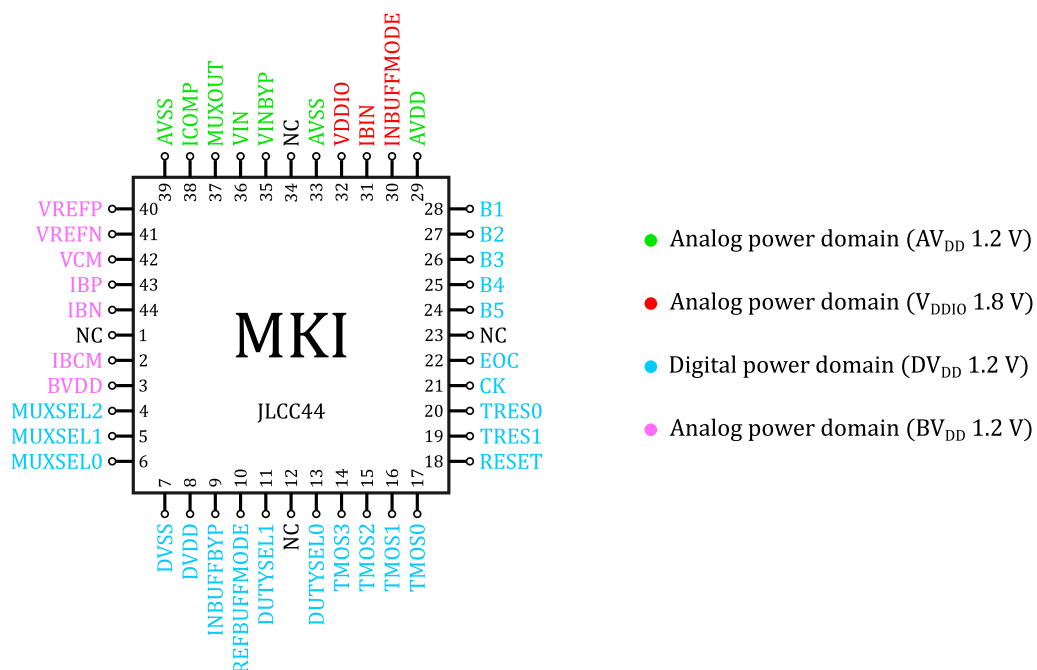 AVSS
ICOMP
MUXOUT
VIN
VINBYP
NC
AVSS
VDDIO
IBIN
INBUFFMODE
AVDD
39
38
37
36
35
34
33
32
31
30
29
VREFP 40
VREFN 41
VCM 42
IBP 43
IBN 44
NC 1
IBCM 2
BVDD 3
MUXSEL2 4
MUXSEL1 5
MUXSEL0 6
MKI
JLCC44
28 B1
27 B2
26 B3
25 B4
24 B5
23 NC
22 EOC
21 CK
20 TRES0
19 TRES1
18 RESET
7
8
9
10
11
12
13
14
15
16
17
DVSS
DVDD
INBUFFBYP
REFBUFFMODE
DUTYSEL1
NC
DUTYSEL0
TMOS3
TMOS2
TMOS1
TMOS0
Analog power domain (AVDD 1.2 V)
Analog power domain (VDDIO 1.8 V)
Digital power domain (DVDD 1.2 V)
Analog power domain (BVDD 1.2 V)